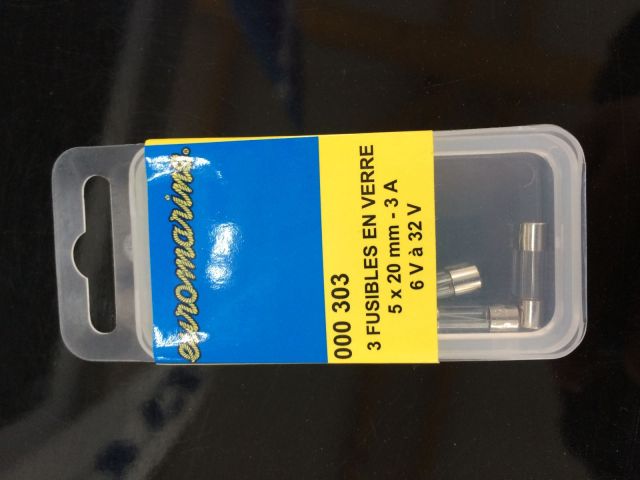 euromarine
000 303
3 FUSIBLES EN VERRE
5 x 20 mm - 3 A
6 V à 32 V